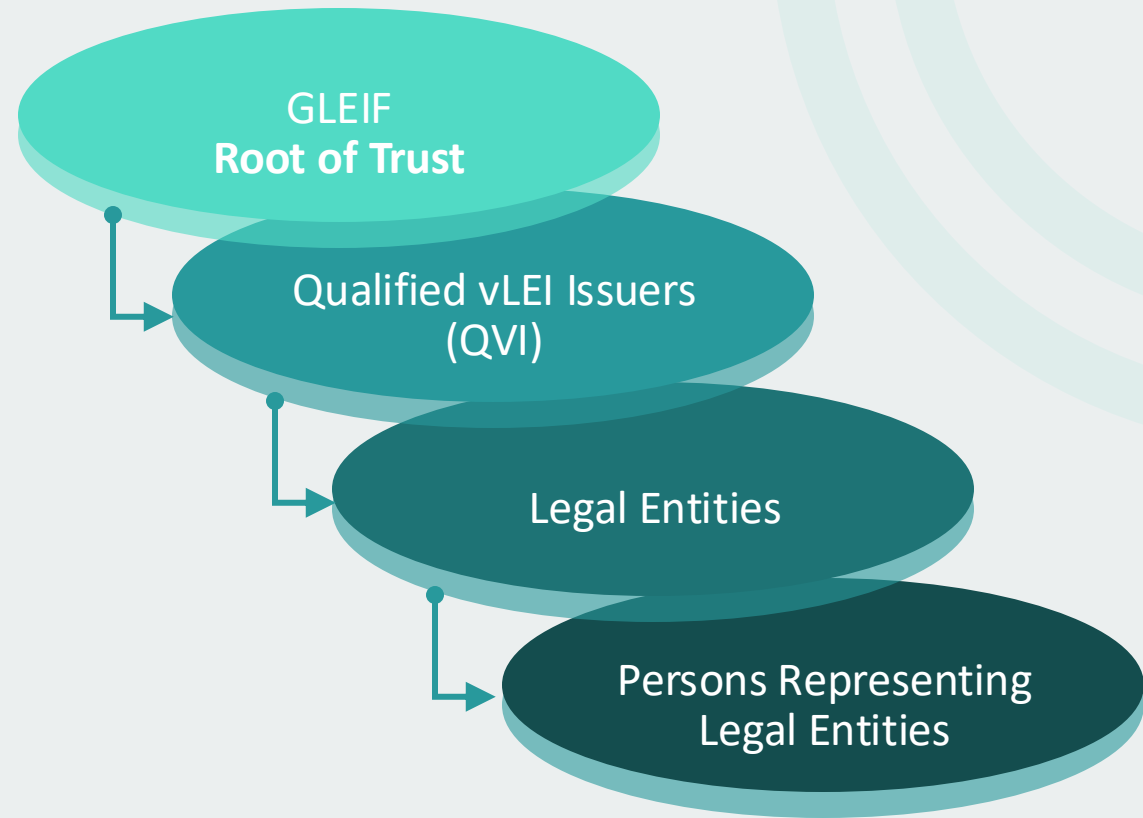 GLEIF
Root of Trust
Qualified vLEI Issuers
(QVI)
Legal Entities
Persons Representing
Legal Entities